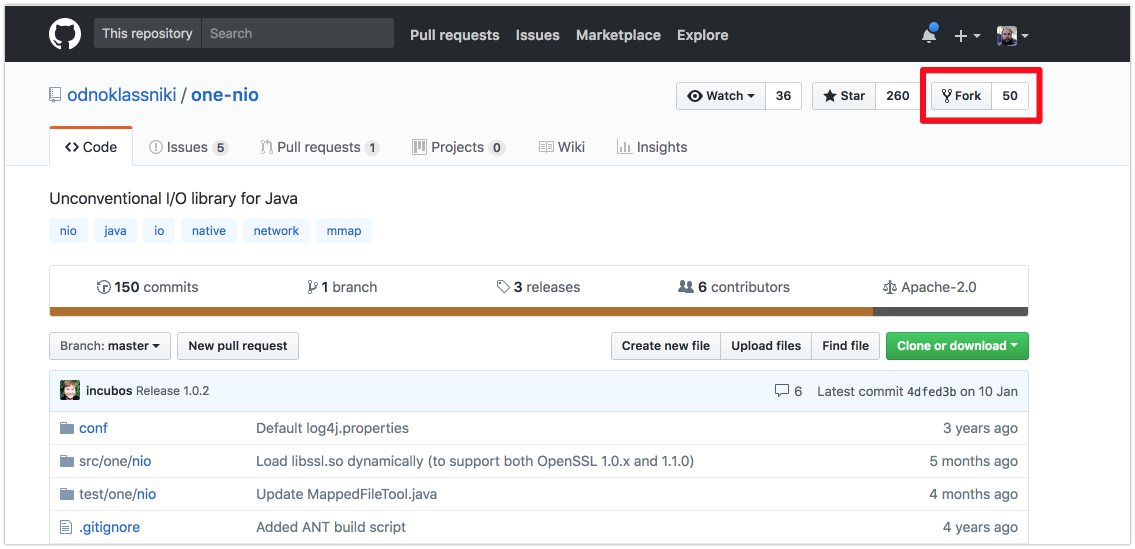 This repository Search Pull requests Issues Marketplace Explore
odnoklassniki / one-nio Watch 36 Star 260 Fork 50
Code Issues 5 Pull requests 1 Projects 0 Wiki Insights
Unconventional I/O library for Java
nio java io native network mmap
150 commits 1 branch 3 releases 6 contributors Apache-2.0
Branch: master New pull request Create new file Upload files Find file Clone or download
incubos Release 1.0.2 6 Latest commit 4dfed3b on 10 Jan
conf Default log4j.properties 3 years ago
src/one/nio Load libssl.so dynamically (to support both OpenSSL 1.0.x and 1.1.0) 5 months ago
test/one/nio Update MappedFileTool.java 4 months ago
.gitignore Added ANT build script 4 years ago